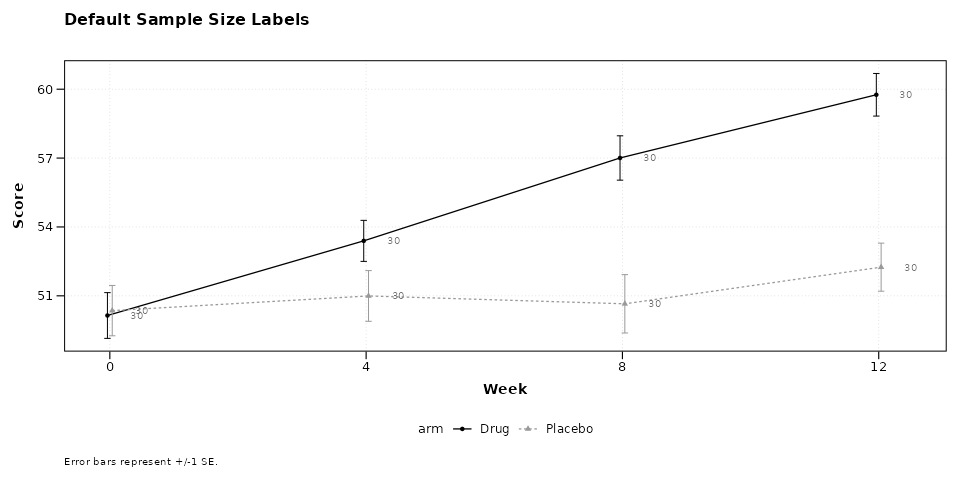 Default Sample Size Labels
60
30
57
30
Score
54
30
51
30
30
30
30
30
0 4 8 12
Week
arm Drug Placebo
Error bars represent +/-1 SE.